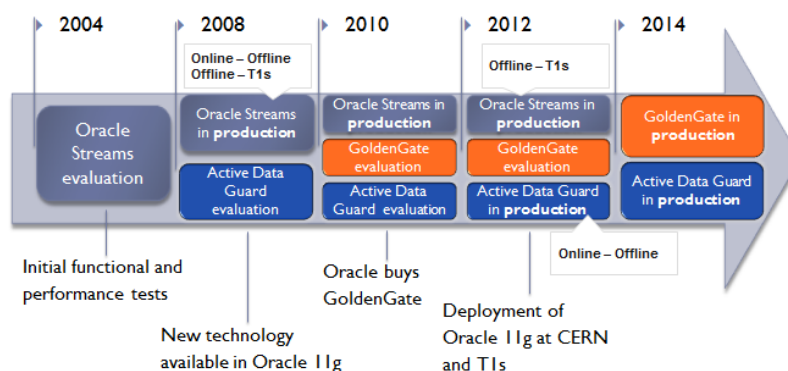 2004
2008
2010
2012
2014
Online – Offline
Offline – T1s
Offline – T1s
Oracle
Streams
evaluation
Oracle Streams
in production
Active Data
Guard
evaluation
Oracle Streams in
production
GoldenGate
evaluation
Active Data
Guard evaluation
Oracle Streams in
production
GoldenGate
evaluation
Active Data Guard
in production
GoldenGate in
production
Active Data Guard
in production
Online – Offline
Initial functional and
performance tests
New technology
available in Oracle 11g
Oracle buys
GoldenGate
Deployment of
Oracle 11g at CERN
and T1s